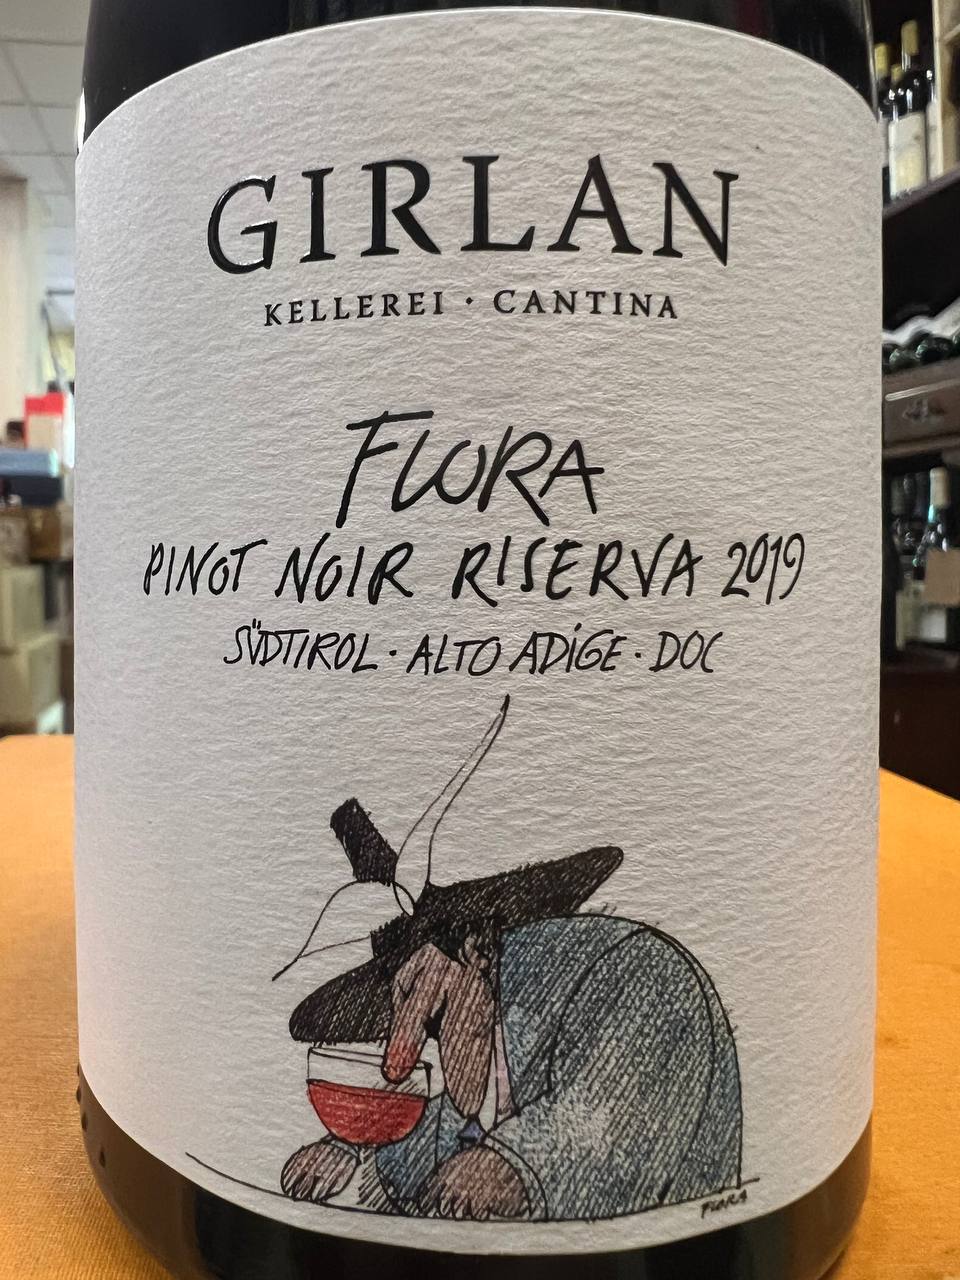 GIRLAN
KELLEREI · CANTINA
FLORA
PINOT NOIR RISERVA 2019
SÜDTIROL · ALTO ADiGE · DOC
FLORA